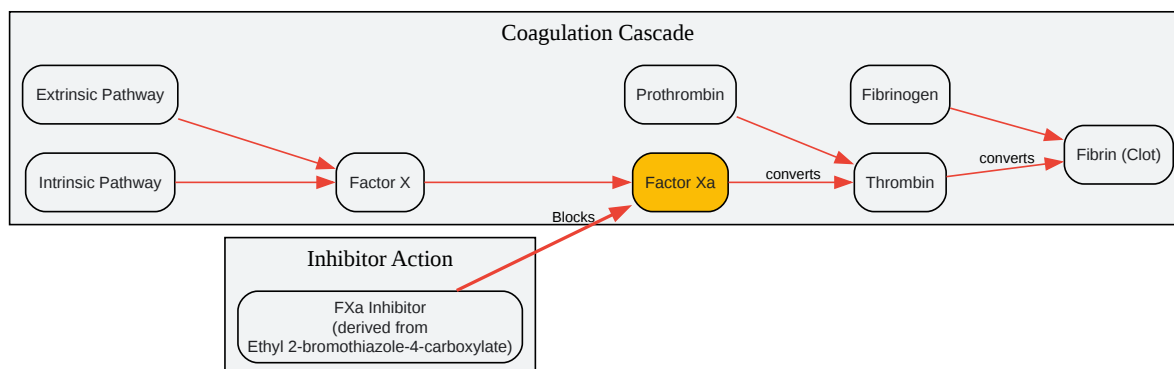 Coagulation Cascade
Extrinsic Pathway
Prothrombin
Fibrinogen
Intrinsic Pathway
Factor X
Factor Xa
converts
Thrombin
converts
Fibrin (Clot)
Blocks
Inhibitor Action
FXa Inhibitor
(derived from
Ethyl 2-bromothiazole-4-carboxylate)